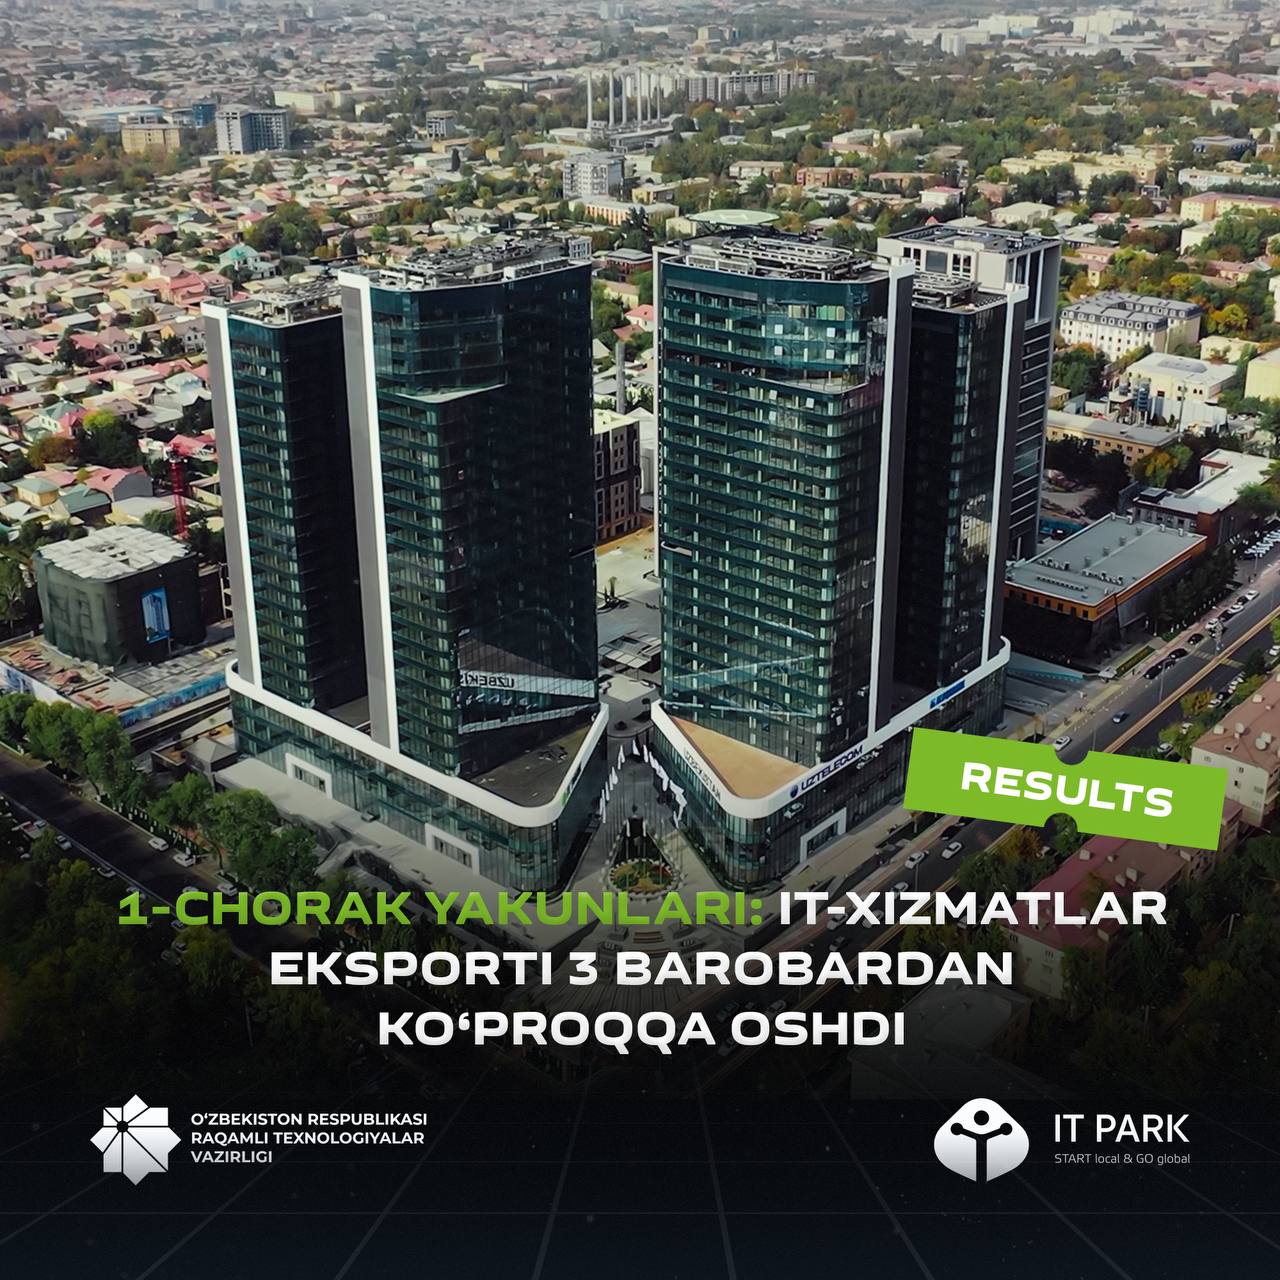 UZTELECOM
RESULTS
1-CHORAK YAKUNLARI: IT-XIZMATLAR
EKSPORTI 3 BAROBARDAN
KO‘PROQQA OSHDI
O‘ZBEKISTON RESPUBLIKASI
RAQAMLI TEXNOLOGIYALAR
VAZIRLIGI
IT PARK
START local & GO global